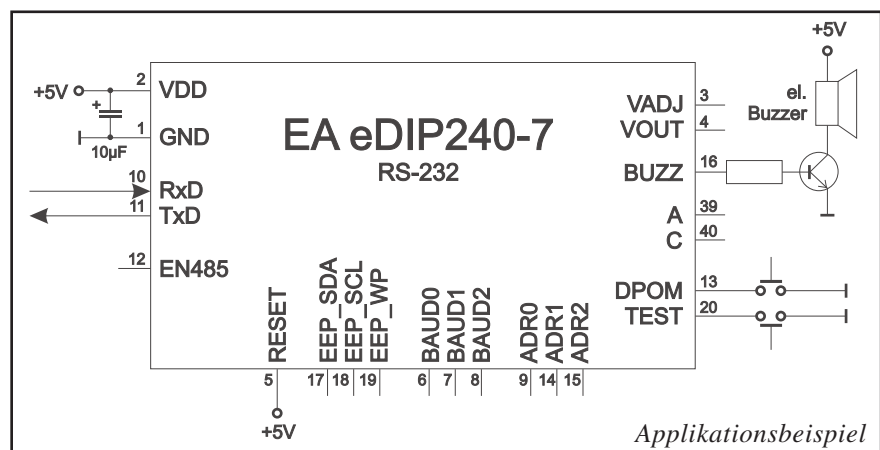 +5V
2
VDD
+5V
+
1
GND
10µF
EA eDIP240-7
RS-232
VADJ
3
VOUT
4
el.
Buzzer
BUZZ
16
10
RxD
11
TxD
A
39
C
40
12
EN485
DPOM
13
TEST
20
RESET
EEP_SDA
EEP_SCL
EEP_WP
BAUD0
BAUD1
BAUD2
ADR0
ADR1
ADR2
5
17
18
19
6
7
8
9
14
15
+5V
Applikationsbeispiel